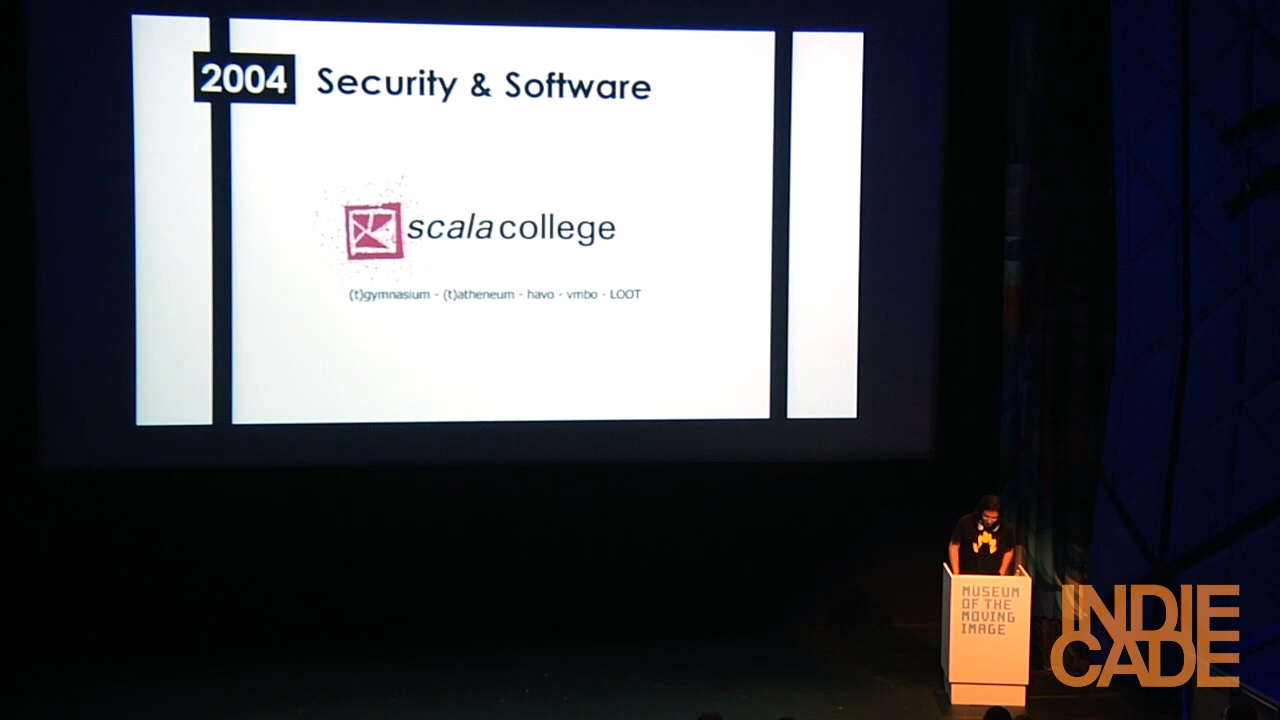 2004 Security & Software
scala college
(t)gymnasium - (t)atheneum - havo - vmbo - LOOT
MUSEUM
OF THE
MOVING
IMAGE
INDIE
CADE